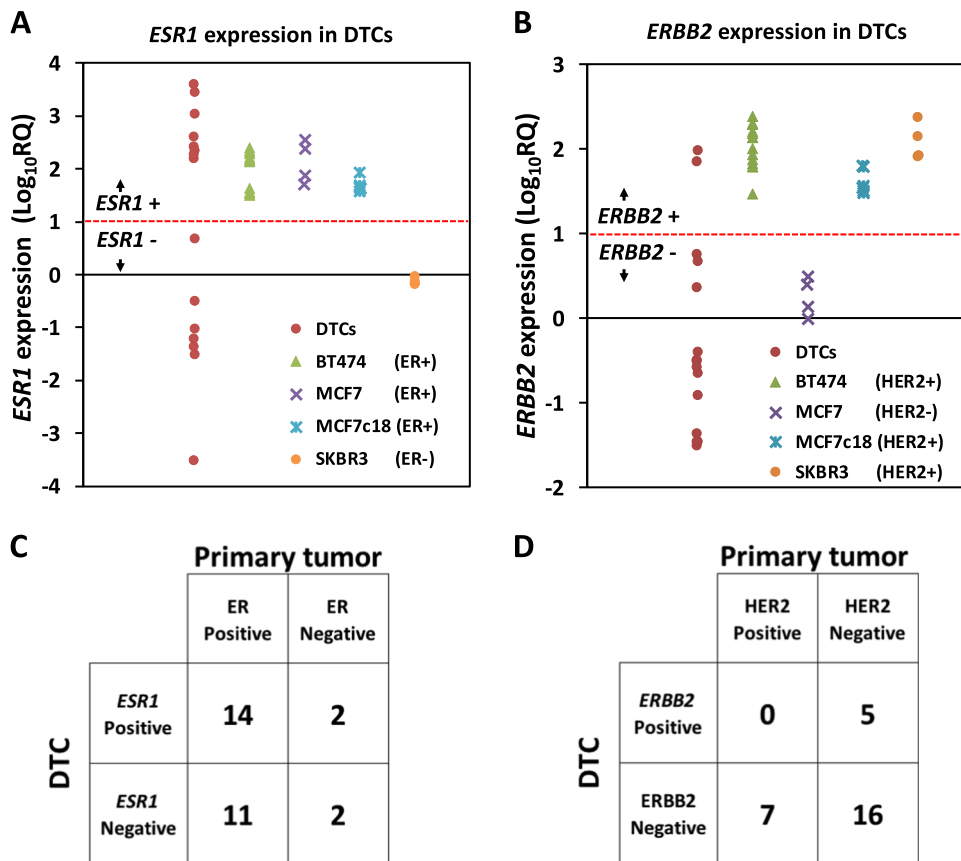 A
ESR1 expression in DTCs
ESR1 expression (Log10RQ)
4
3
2
1
0
-1
-2
-3
-4
ESR1 +
ESR1 -
DTCs
BT474 (ER+)
MCF7 (ER+)
MCF7c18 (ER+)
SKBR3 (ER-)
B
ERBB2 expression in DTCs
ERBB2 expression (Log10RQ)
3
2
1
0
-1
-2
ERBB2 +
ERBB2 -
DTCs
BT474 (HER2+)
MCF7 (HER2-)
MCF7c18 (HER2+)
SKBR3 (HER2+)
C
Primary tumor
ER Positive
ER Negative
DTC
ESR1 Positive
14
2
ESR1 Negative
11
2
D
Primary tumor
HER2 Positive
HER2 Negative
DTC
ERBB2 Positive
0
5
ERBB2 Negative
7
16